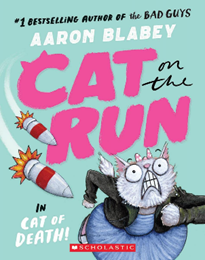 #1 BESTSELLING AUTHOR OF the BAD GUYS
AARON BLABEY
CAT
on the
RUN
IN
CAT OF
DEATH!
SCHOLASTIC